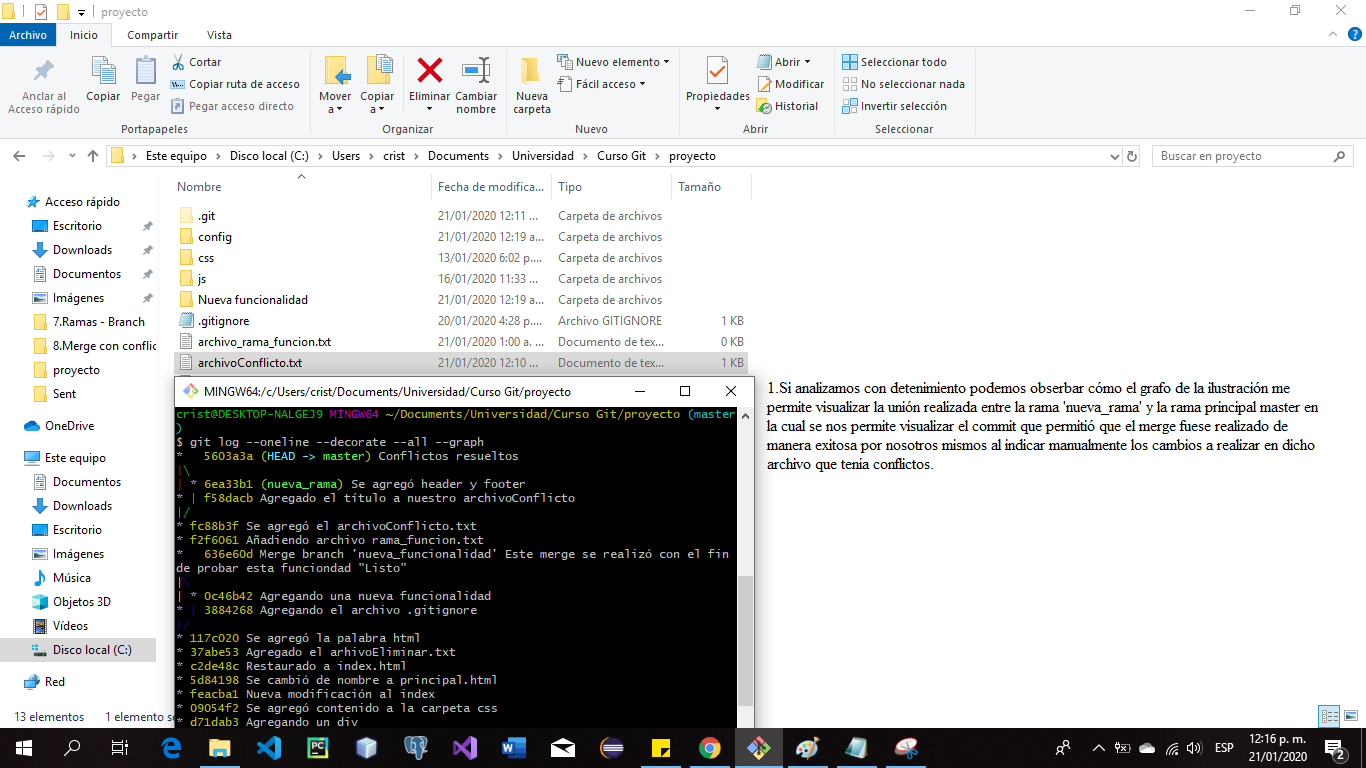 proyecto
Archivo Inicio Compartir Vista
Anclar al Acceso rápido
Copiar
Pegar
Cortar
Copiar ruta de acceso
Pegar acceso directo
Portapapeles
Mover a
Copiar a
Eliminar
Cambiar nombre
Organizar
Nueva carpeta
Nuevo elemento
Fácil acceso
Nuevo
Propiedades
Abrir
Modificar
Historial
Abrir
Seleccionar todo
No seleccionar nada
Invertir selección
Seleccionar
Este equipo > Disco local (C:) > Users > crist > Documents > Universidad > Curso Git > proyecto
Buscar en proyecto
Acceso rápido
Escritorio
Downloads
Documentos
Imágenes
7.Ramas - Branch
8.Merge con conflic
proyecto
Sent
OneDrive
Este equipo
Documentos
Downloads
Escritorio
Imágenes
Música
Objetos 3D
Vídeos
Disco local (C:)
Red
Nombre Fecha de modifica... Tipo Tamaño
.git 21/01/2020 12:11 ... Carpeta de archivos
config 21/01/2020 12:19 a... Carpeta de archivos
css 13/01/2020 6:02 p.... Carpeta de archivos
js 16/01/2020 11:33 ... Carpeta de archivos
Nueva funcionalidad 21/01/2020 12:19 a... Carpeta de archivos
.gitignore 20/01/2020 4:28 p.... Archivo GITIGNORE 1 KB
archivo_rama_funcion.txt 21/01/2020 1:00 a. ... Documento de tex... 0 KB
archivoConflicto.txt 21/01/2020 12:10 ... Documento de tex... 1 KB
MINGW64:/c/Users/crist/Documents/Universidad/Curso Git/proyecto
crist@DESKTOP-NALGEJ9 MINGW64 ~/Documents/Universidad/Curso Git/proyecto (master
)
$ git log --oneline --decorate --all --graph
*   5603a3a (HEAD -> master) Conflictos resueltos
|\
| * 6ea33b1 (nueva_rama) Se agregó header y footer
* | f58dacb Agregado el título a nuestro archivoConflicto
|/
* fc88b3f Se agregó el archivoConflicto.txt
* f2f6061 Añadiendo archivo rama_funcion.txt
*   636e60d Merge branch 'nueva_funcionalidad' Este merge se realizó con el fin
de probar esta funciondad "Listo"
|\
| * 0c46b42 Agregando una nueva funcionalidad
* | 3884268 Agregando el archivo .gitignore
|/
* 117c020 Se agregó la palabra html
* 37abe53 Agregado el arhivoEliminar.txt
* c2de48c Restaurado a index.html
* 5d84198 Se cambió de nombre a principal.html
* feacba1 Nueva modificación al index
* 09054f2 Se agregó contenido a la carpeta css
* d71dab3 Agregando un div
1.Si analizamos con detenimiento podemos obserbar cómo el grafo de la ilustración me
permite visualizar la unión realizada entre la rama 'nueva_rama' y la rama principal master en
la cual se nos permite visualizar el commit que permitió que el merge fuese realizado de
manera exitosa por nosotros mismos al indicar manualmente los cambios a realizar en dicho
archivo que tenía conflictos.
13 elementos 1 elemento s
ESP
12:16 p. m.
21/01/2020
2